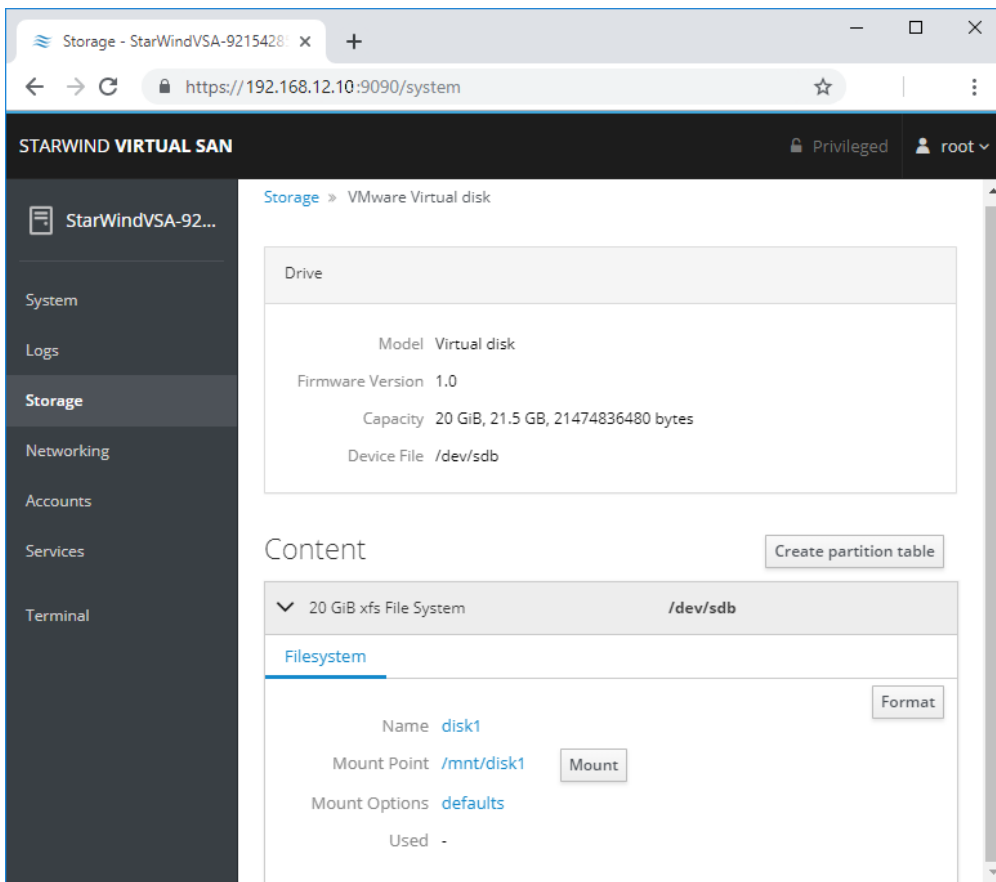 Storage - StarWindVSA-9215428
https://192.168.12.10:9090/system
STARWIND VIRTUAL SAN
Privileged
root
StarWindVSA-92...
Storage » VMware Virtual disk
Drive
System
Model Virtual disk
Logs
Firmware Version 1.0
Storage
Capacity 20 GiB, 21.5 GB, 21474836480 bytes
Networking
Device File /dev/sdb
Accounts
Services
Content
Create partition table
Terminal
20 GiB xfs File System /dev/sdb
Filesystem
Format
Name disk1
Mount Point /mnt/disk1 Mount
Mount Options defaults
Used -